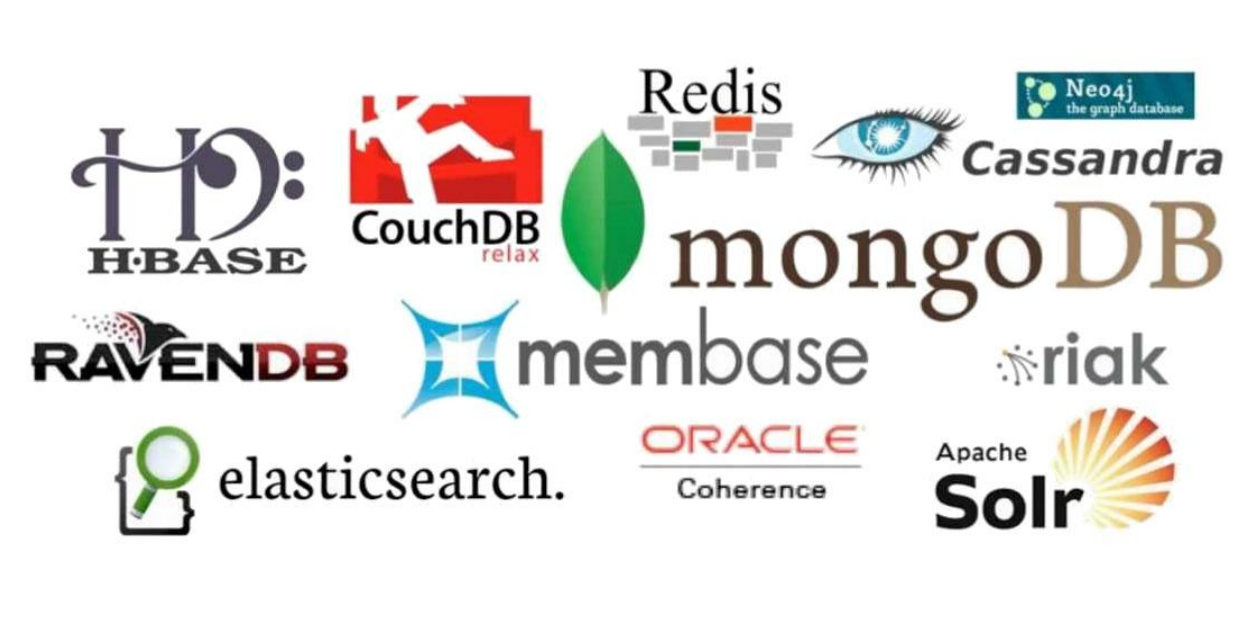 H:
H·BASE
CouchDB
relax
Redis
Neo4j
the graph database
Cassandra
mongoDB
RAVENDB
membase
riak
elasticsearch.
ORACLE
Coherence
Apache
Solr